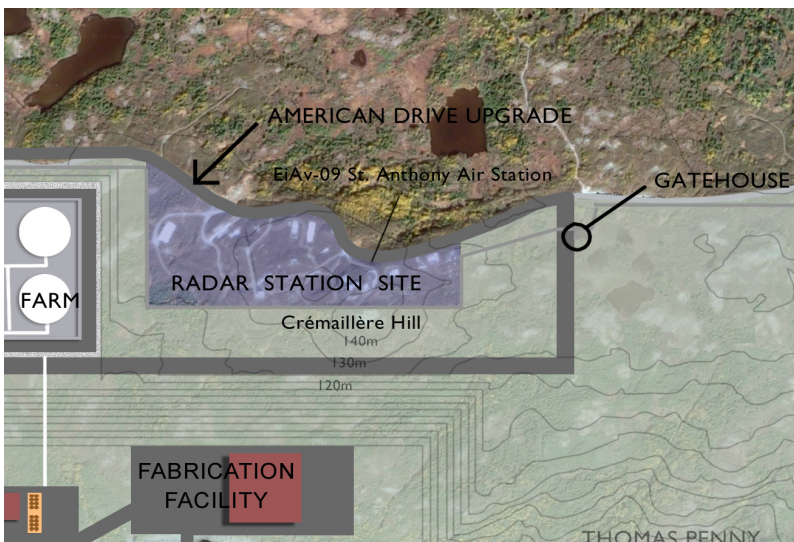 AMERICAN DRIVE UPGRADE
EiAv-09 St. Anthony Air Station
GATEHOUSE
RADAR STATION SITE
FARM
Crémaillère Hill
140m
130m
120m
FABRICATION
FACILITY
THOMAS PENNY